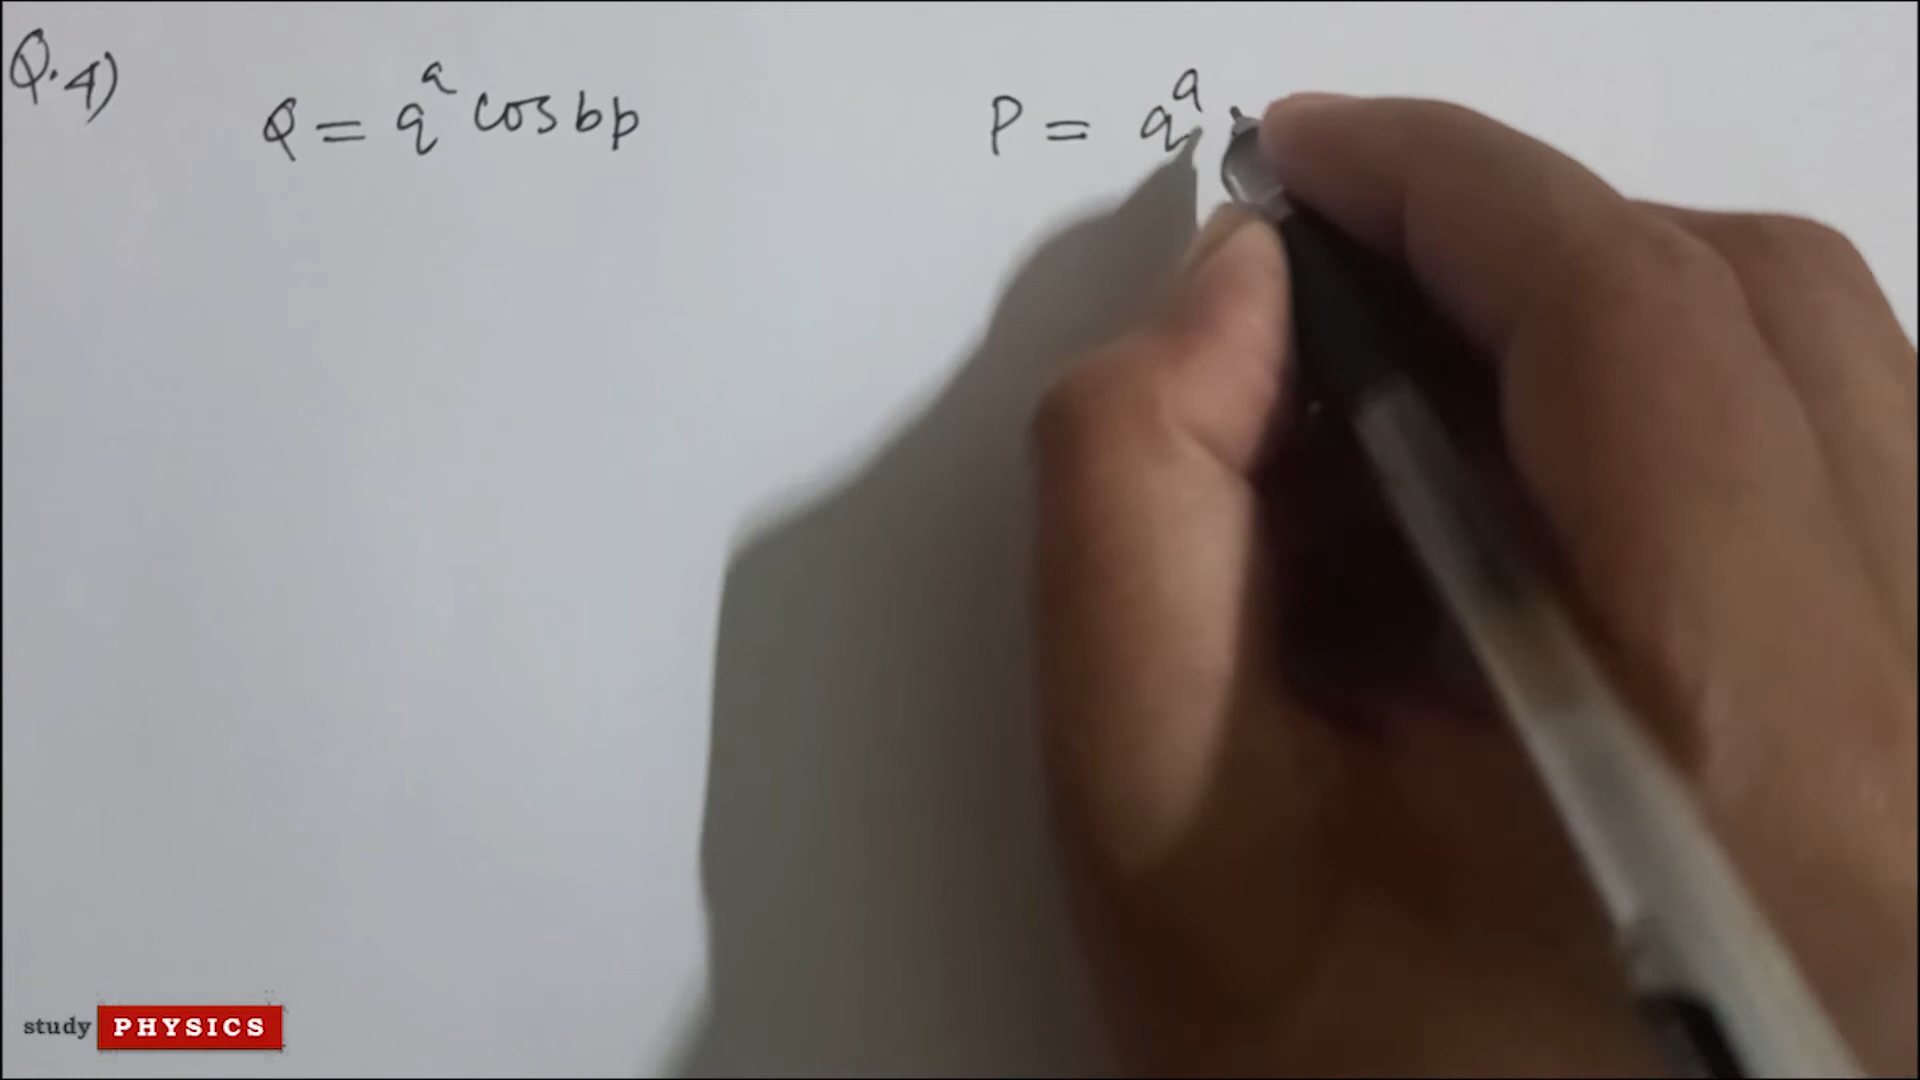 Q.4)
Q = q^a cos bp P = q^a
study PHYSICS